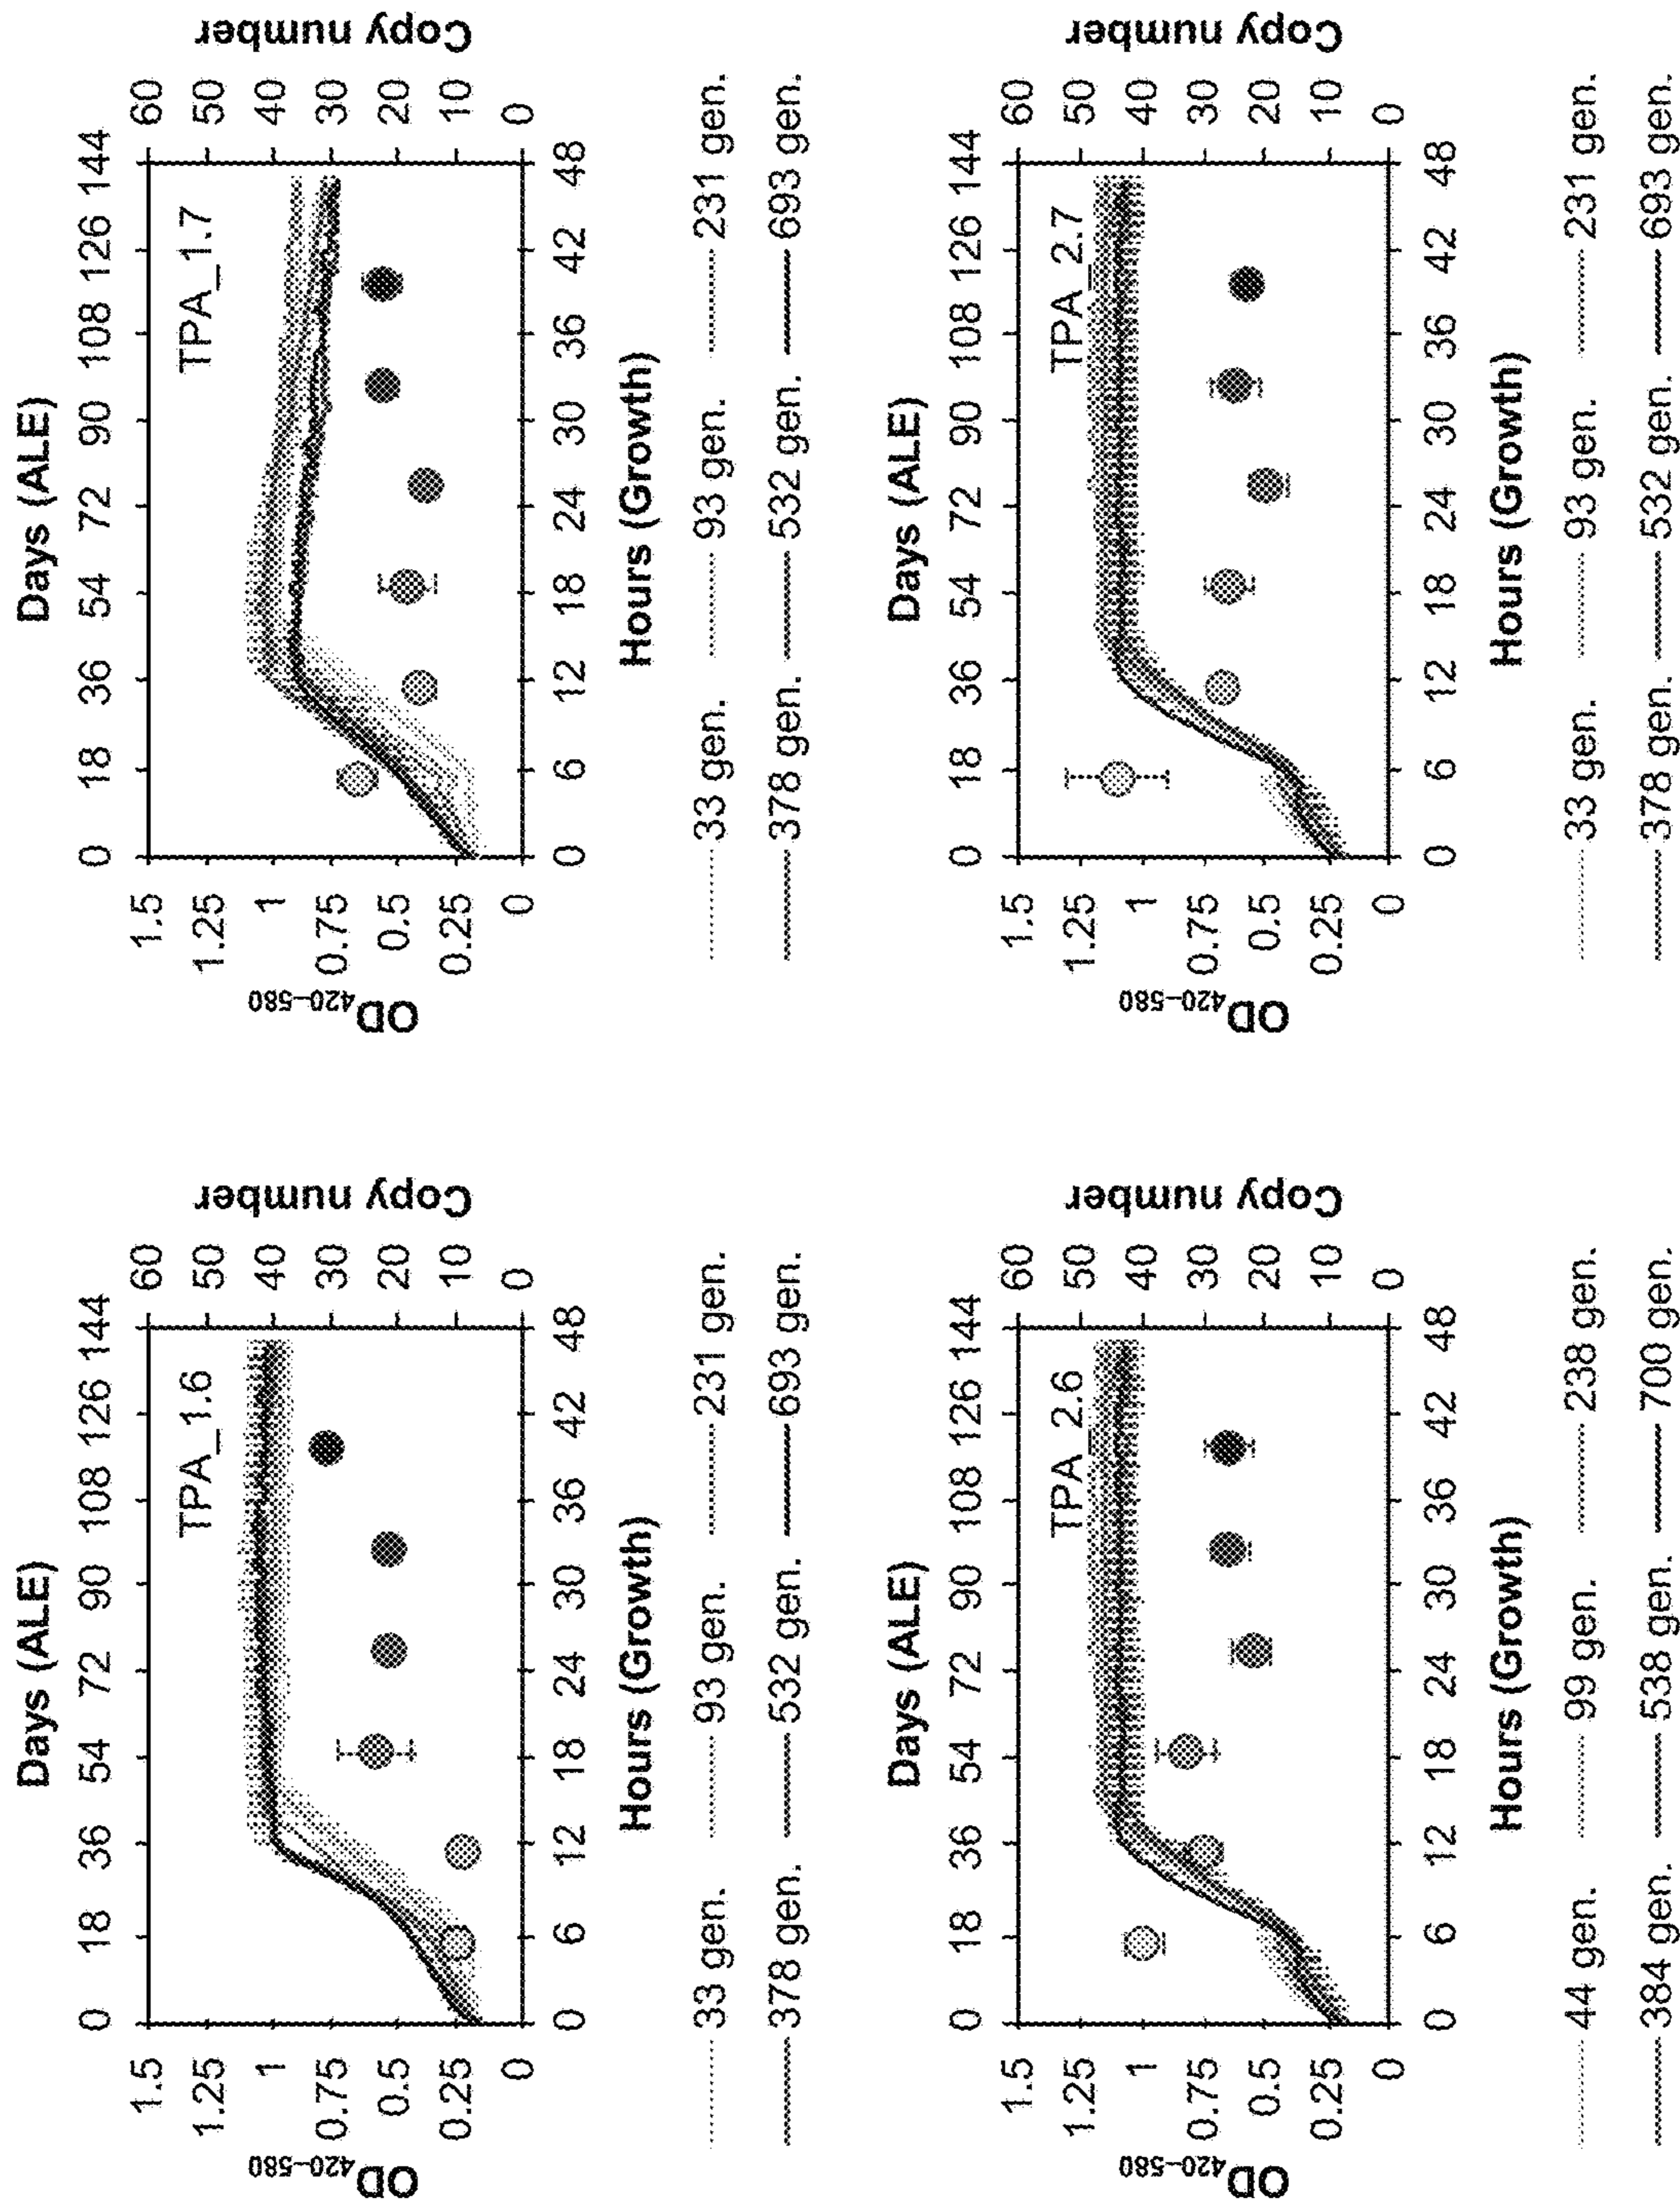 Days (ALE)
0 18 36 54 72 90 108 126 144
TPA_1.6
OD420-580
1.5
1.25
1
0.75
0.5
0.25
0
60
50
40
30
20
10
0
Copy number
0 6 12 18 24 30 36 42 48
Hours (Growth)
33 gen. 93 gen. 231 gen.
378 gen. 532 gen. 693 gen.
Days (ALE)
0 18 36 54 72 90 108 126 144
TPA_1.7
OD420-580
1.5
1.25
1
0.75
0.5
0.25
0
60
50
40
30
20
10
0
Copy number
0 6 12 18 24 30 36 42 48
Hours (Growth)
33 gen. 93 gen. 231 gen.
378 gen. 532 gen. 693 gen.
Days (ALE)
0 18 36 54 72 90 108 126 144
TPA_2.6
OD420-580
1.5
1.25
1
0.75
0.5
0.25
0
60
50
40
30
20
10
0
Copy number
0 6 12 18 24 30 36 42 48
Hours (Growth)
44 gen. 99 gen. 238 gen.
384 gen. 538 gen. 700 gen.
Days (ALE)
0 18 36 54 72 90 108 126 144
TPA_2.7
OD420-580
1.5
1.25
1
0.75
0.5
0.25
0
60
50
40
30
20
10
0
Copy number
0 6 12 18 24 30 36 42 48
Hours (Growth)
33 gen. 93 gen. 231 gen.
378 gen. 532 gen. 693 gen.